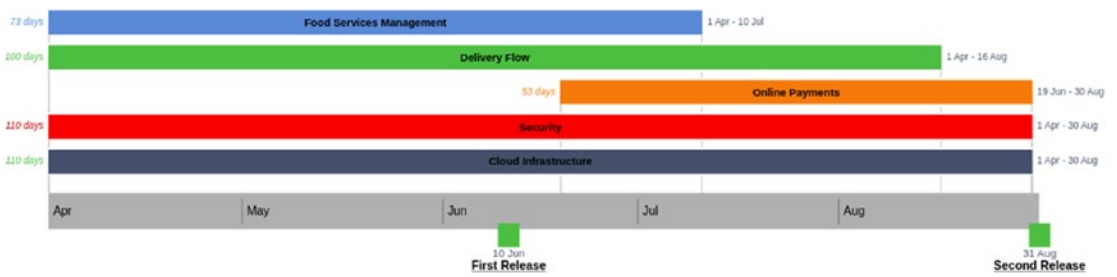 73 days Food Services Management 1 Apr - 10 Jul
100 days Delivery Flow 1 Apr - 16 Aug
53 days Online Payments 19 Jun - 30 Aug
110 days Security 1 Apr - 30 Aug
110 days Cloud Infrastructure 1 Apr - 30 Aug
Apr May Jun Jul Aug
10 Jun 31 Aug
First Release Second Release